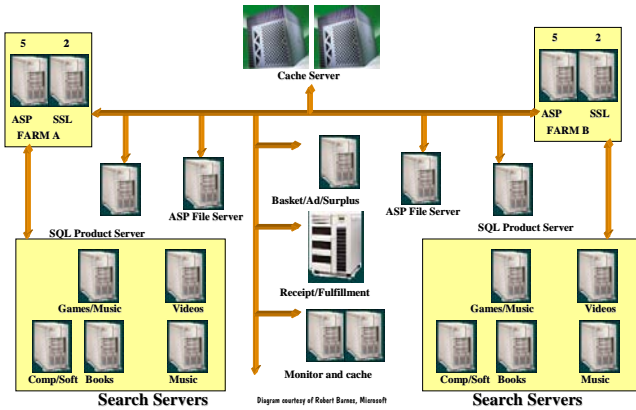 5 2
5 2
Cache Server
ASP SSL
FARM A
ASP SSL
FARM B
ASP File Server
Basket/Ad/Surplus
ASP File Server
SQL Product Server
SQL Product Server
Receipt/Fulfillment
Games/Music Videos
Games/Music Videos
Comp/Soft Books Music
Monitor and cache
Comp/Soft Books Music
Search Servers
Diagram courtesy of Robert Barnes, Microsoft
Search Servers